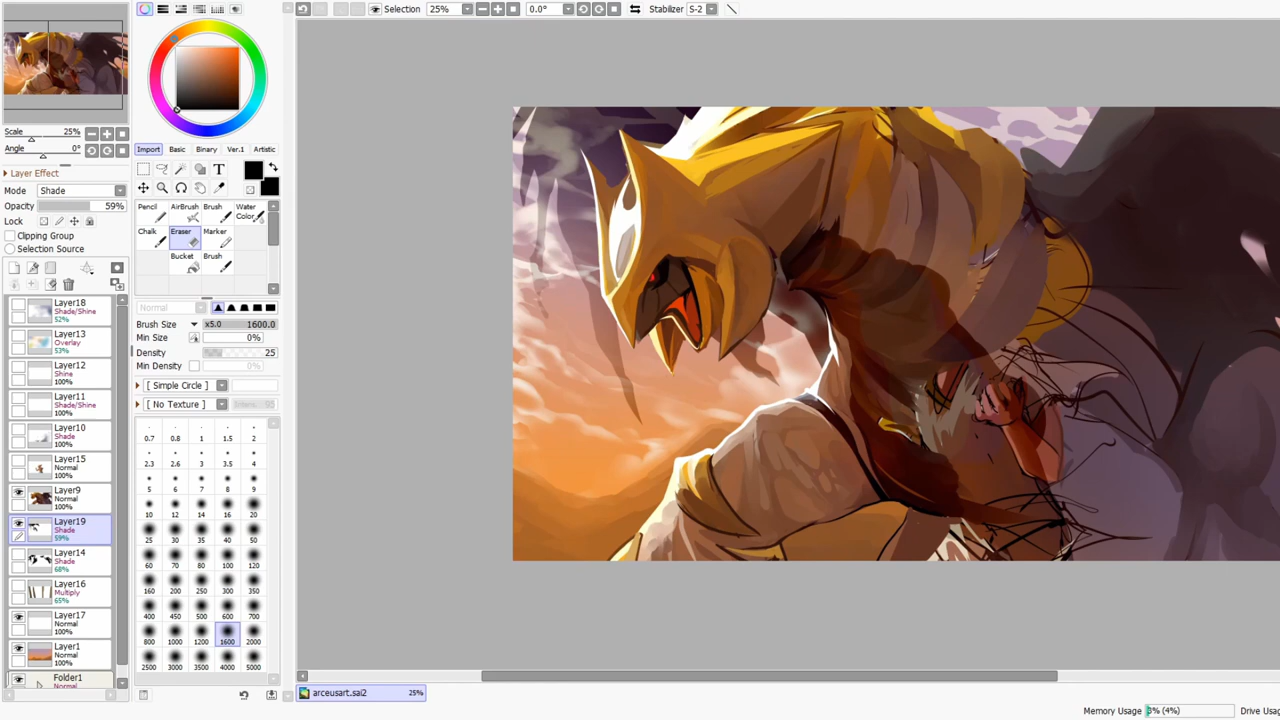 Selection
25%
0.0°
Stabilizer
S-2
Scale
25%
Angle
0°
Layer Effect
Mode
Shade
Opacity
59%
Lock
Clipping Group
Selection Source
Layer18
Shade/Shine
52%
Layer13
Overlay
53%
Layer12
Shine
100%
Layer11
Shade/Shine
100%
Layer10
Shade
100%
Layer15
Normal
100%
Layer9
Normal
100%
Layer19
Shade
59%
Layer14
Shade
68%
Layer16
Multiply
65%
Layer17
Normal
100%
Layer1
Normal
100%
Folder1
Normal
Import
Basic
Binary
Ver.1
Artistic
T
Pencil
AirBrush
Brush
Water
Color
Chalk
Eraser
Marker
Bucket
Brush
Normal
Brush Size
x5.0
1600.0
Min Size
0%
Density
25
Min Density
0%
[ Simple Circle ]
[ No Texture ]
0.7 0.8 1 1.5 2
2.3 2.6 3 3.5 4
5 6 7 8 9
10 12 14 16 20
25 30 35 40 50
60 70 80 100 120
160 200 250 300 350
400 450 500 600 700
800 1000 1200 1600 2000
2500 3000 3500 4000 5000
arceusart.sai2
25%
Memory Usage
3% (4%)
Drive Usa